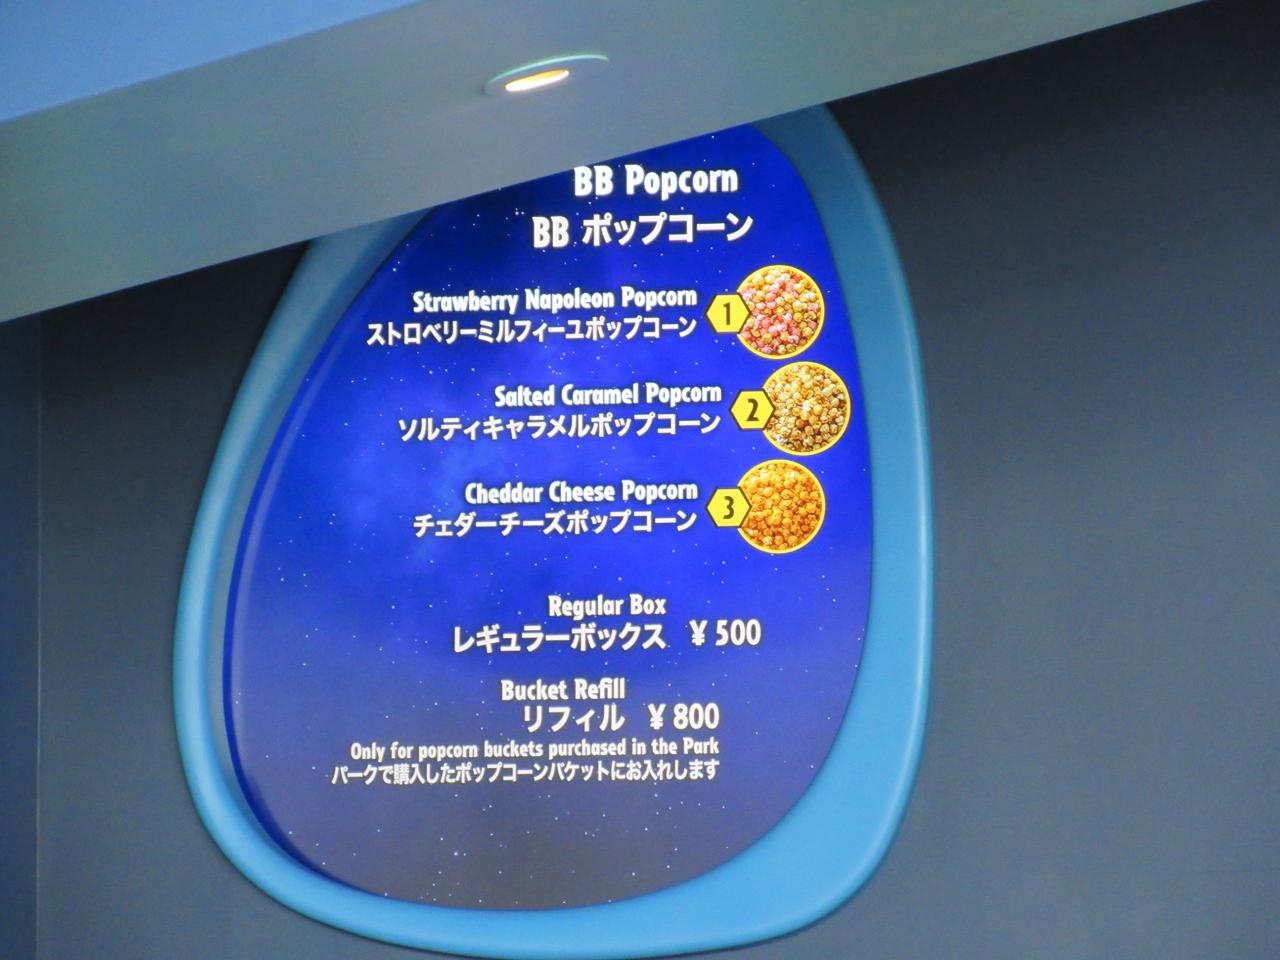 BB Popcorn
BB ポップコーン
Strawberry Napoleon Popcorn
ストロベリーミルフィーユポップコーン
1
Salted Caramel Popcorn
ソルティキャラメルポップコーン
2
Cheddar Cheese Popcorn
チェダーチーズポップコーン
3
Regular Box
レギュラーボックス ¥500
Bucket Refill
リフィル ¥800
Only for popcorn buckets purchased in the Park
パークで購入したポップコーンバケットにお入れします